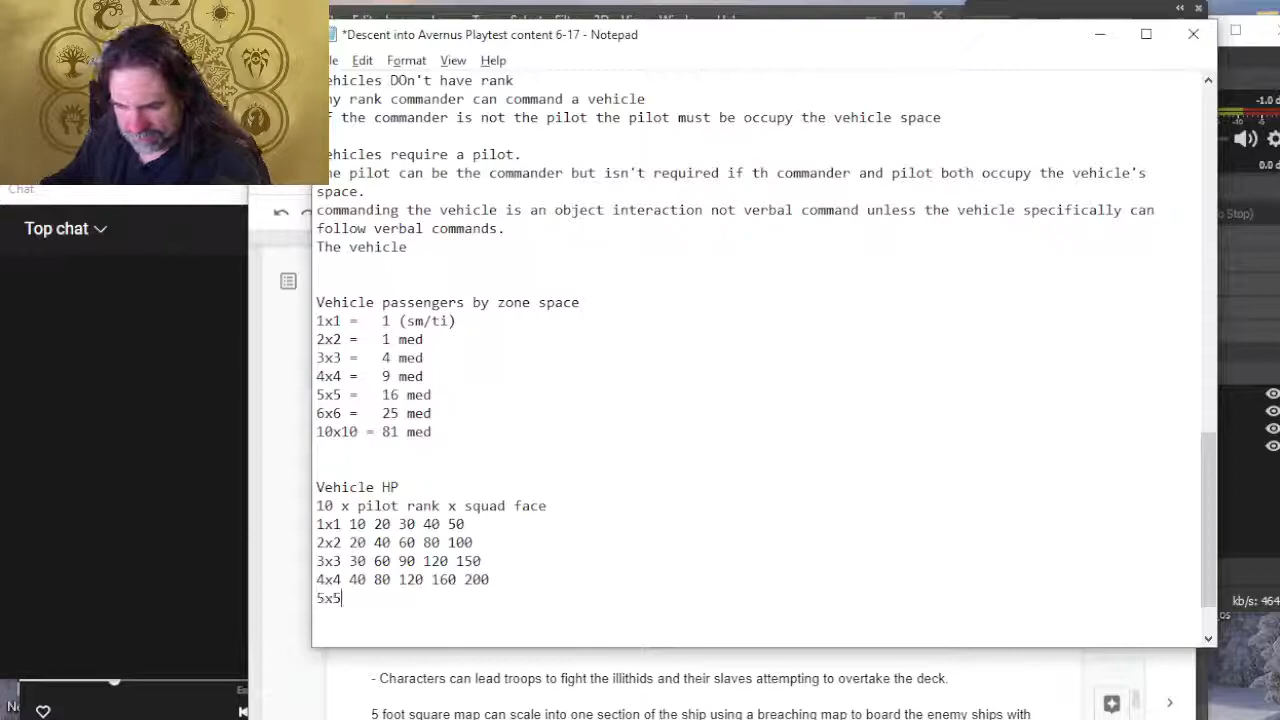 *Descent into Avernus Playtest content 6-17 - Notepad
le Edit Format View Help
ehicles DOn't have rank
ny rank commander can command a vehicle
f the commander is not the pilot the pilot must be occupy the vehicle space
ehicles require a pilot.
he pilot can be the commander but isn't required if th commander and pilot both occupy the vehicle's
space.
commanding the vehicle is an object interaction not verbal command unless the vehicle specifically can
follow verbal commands.
The vehicle
Vehicle passengers by zone space
1x1 = 1 (sm/ti)
2x2 = 1 med
3x3 = 4 med
4x4 = 9 med
5x5 = 16 med
6x6 = 25 med
10x10 = 81 med
Vehicle HP
10 x pilot rank x squad face
1x1 10 20 30 40 50
2x2 20 40 60 80 100
3x3 30 60 90 120 150
4x4 40 80 120 160 200
5x5
Chat
Top chat
-1.0 d
0.0 d
o Stop)
kb/s: 464
- Characters can lead troops to fight the illithids and their slaves attempting to overtake the deck.
5 foot square map can scale into one section of the ship using a breaching map to board the enemy ships with